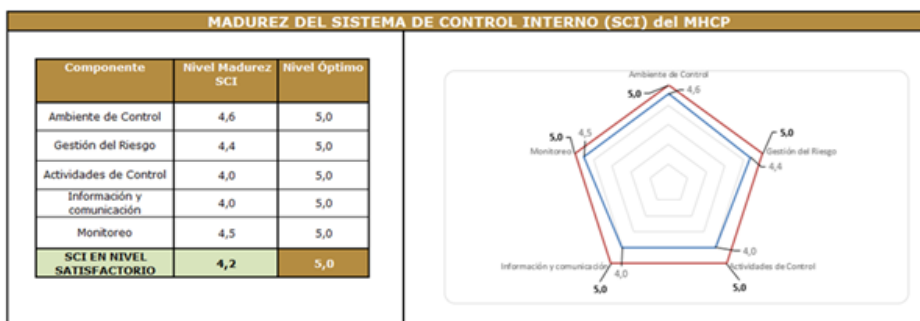 MADUREZ DEL SISTEMA DE CONTROL INTERNO (SCI) del MHCP
Componente Nivel Madurez SCI Nivel Óptimo
Ambiente de Control 4,6 5,0
Gestión del Riesgo 4,4 5,0
Actividades de Control 4,0 5,0
Información y comunicación 4,0 5,0
Monitoreo 4,5 5,0
SCI EN NIVEL SATISFACTORIO 4,2 5,0
Ambiente de Control
5,0 4,6
5,0 4,5 5,0
Monitoreo Gestión del Riesgo
4,4
4,0
Información y comunicación 4,0 Actividades de Control
5,0 5,0